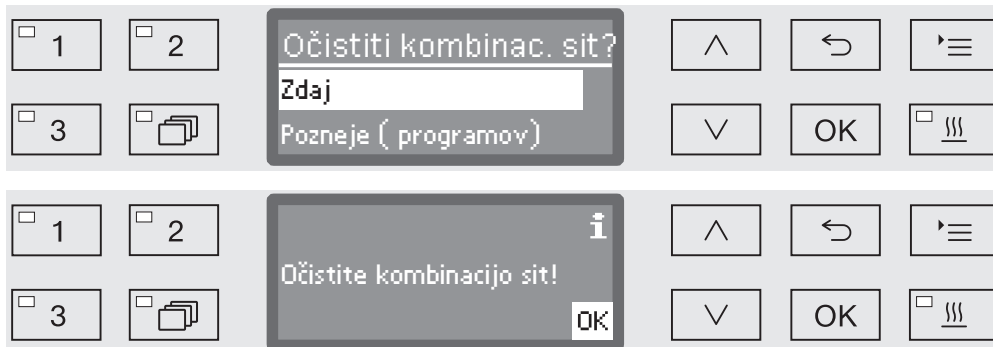 1 2 Očistiti kombinac. sit?
Zdaj
3 Pozneje ( programov) OK
1 2 i
Očistite kombinacijo sit!
3 OK OK